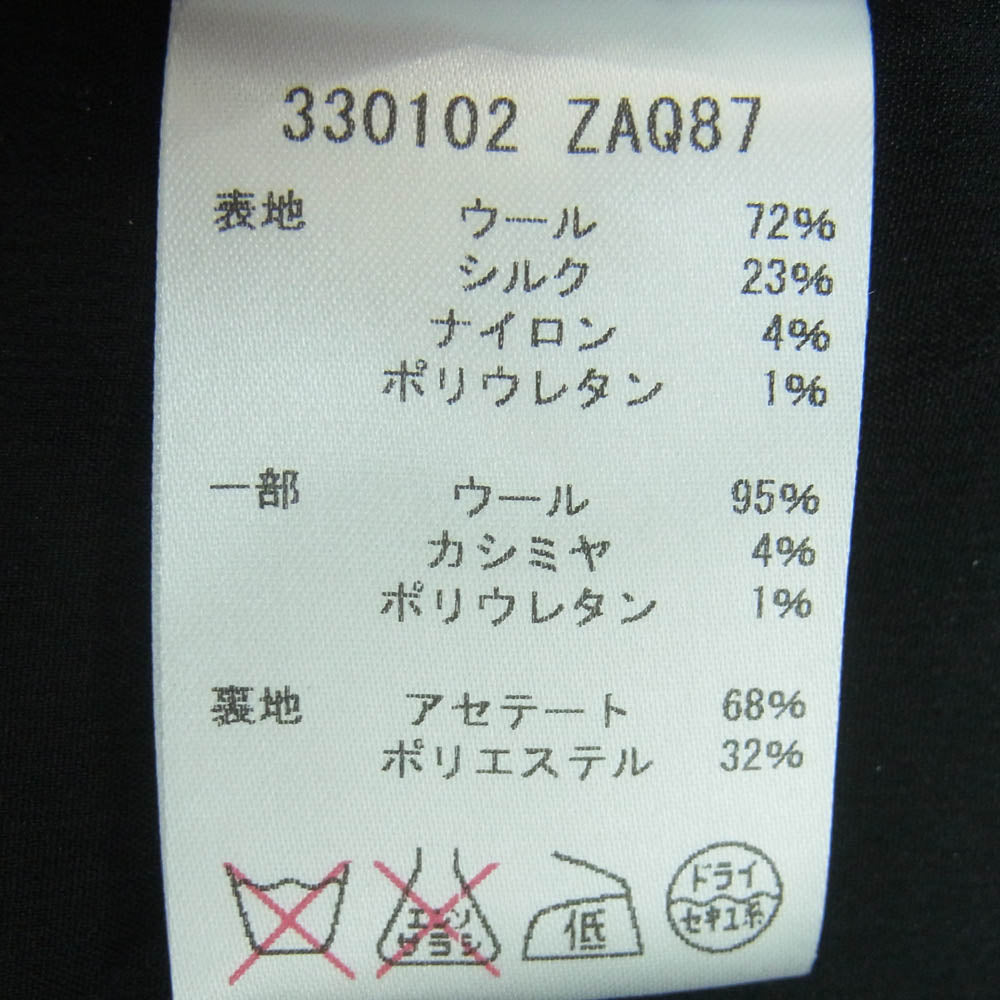 330102 ZAQ87
表地 ウール 72%
シルク 23%
ナイロン 4%
ポリウレタン 1%
一部 ウール 95%
カシミヤ 4%
ポリウレタン 1%
裏地 アセテート 68%
ポリエステル 32%
エンソ
サラシ
低
ドライ
セキユ系